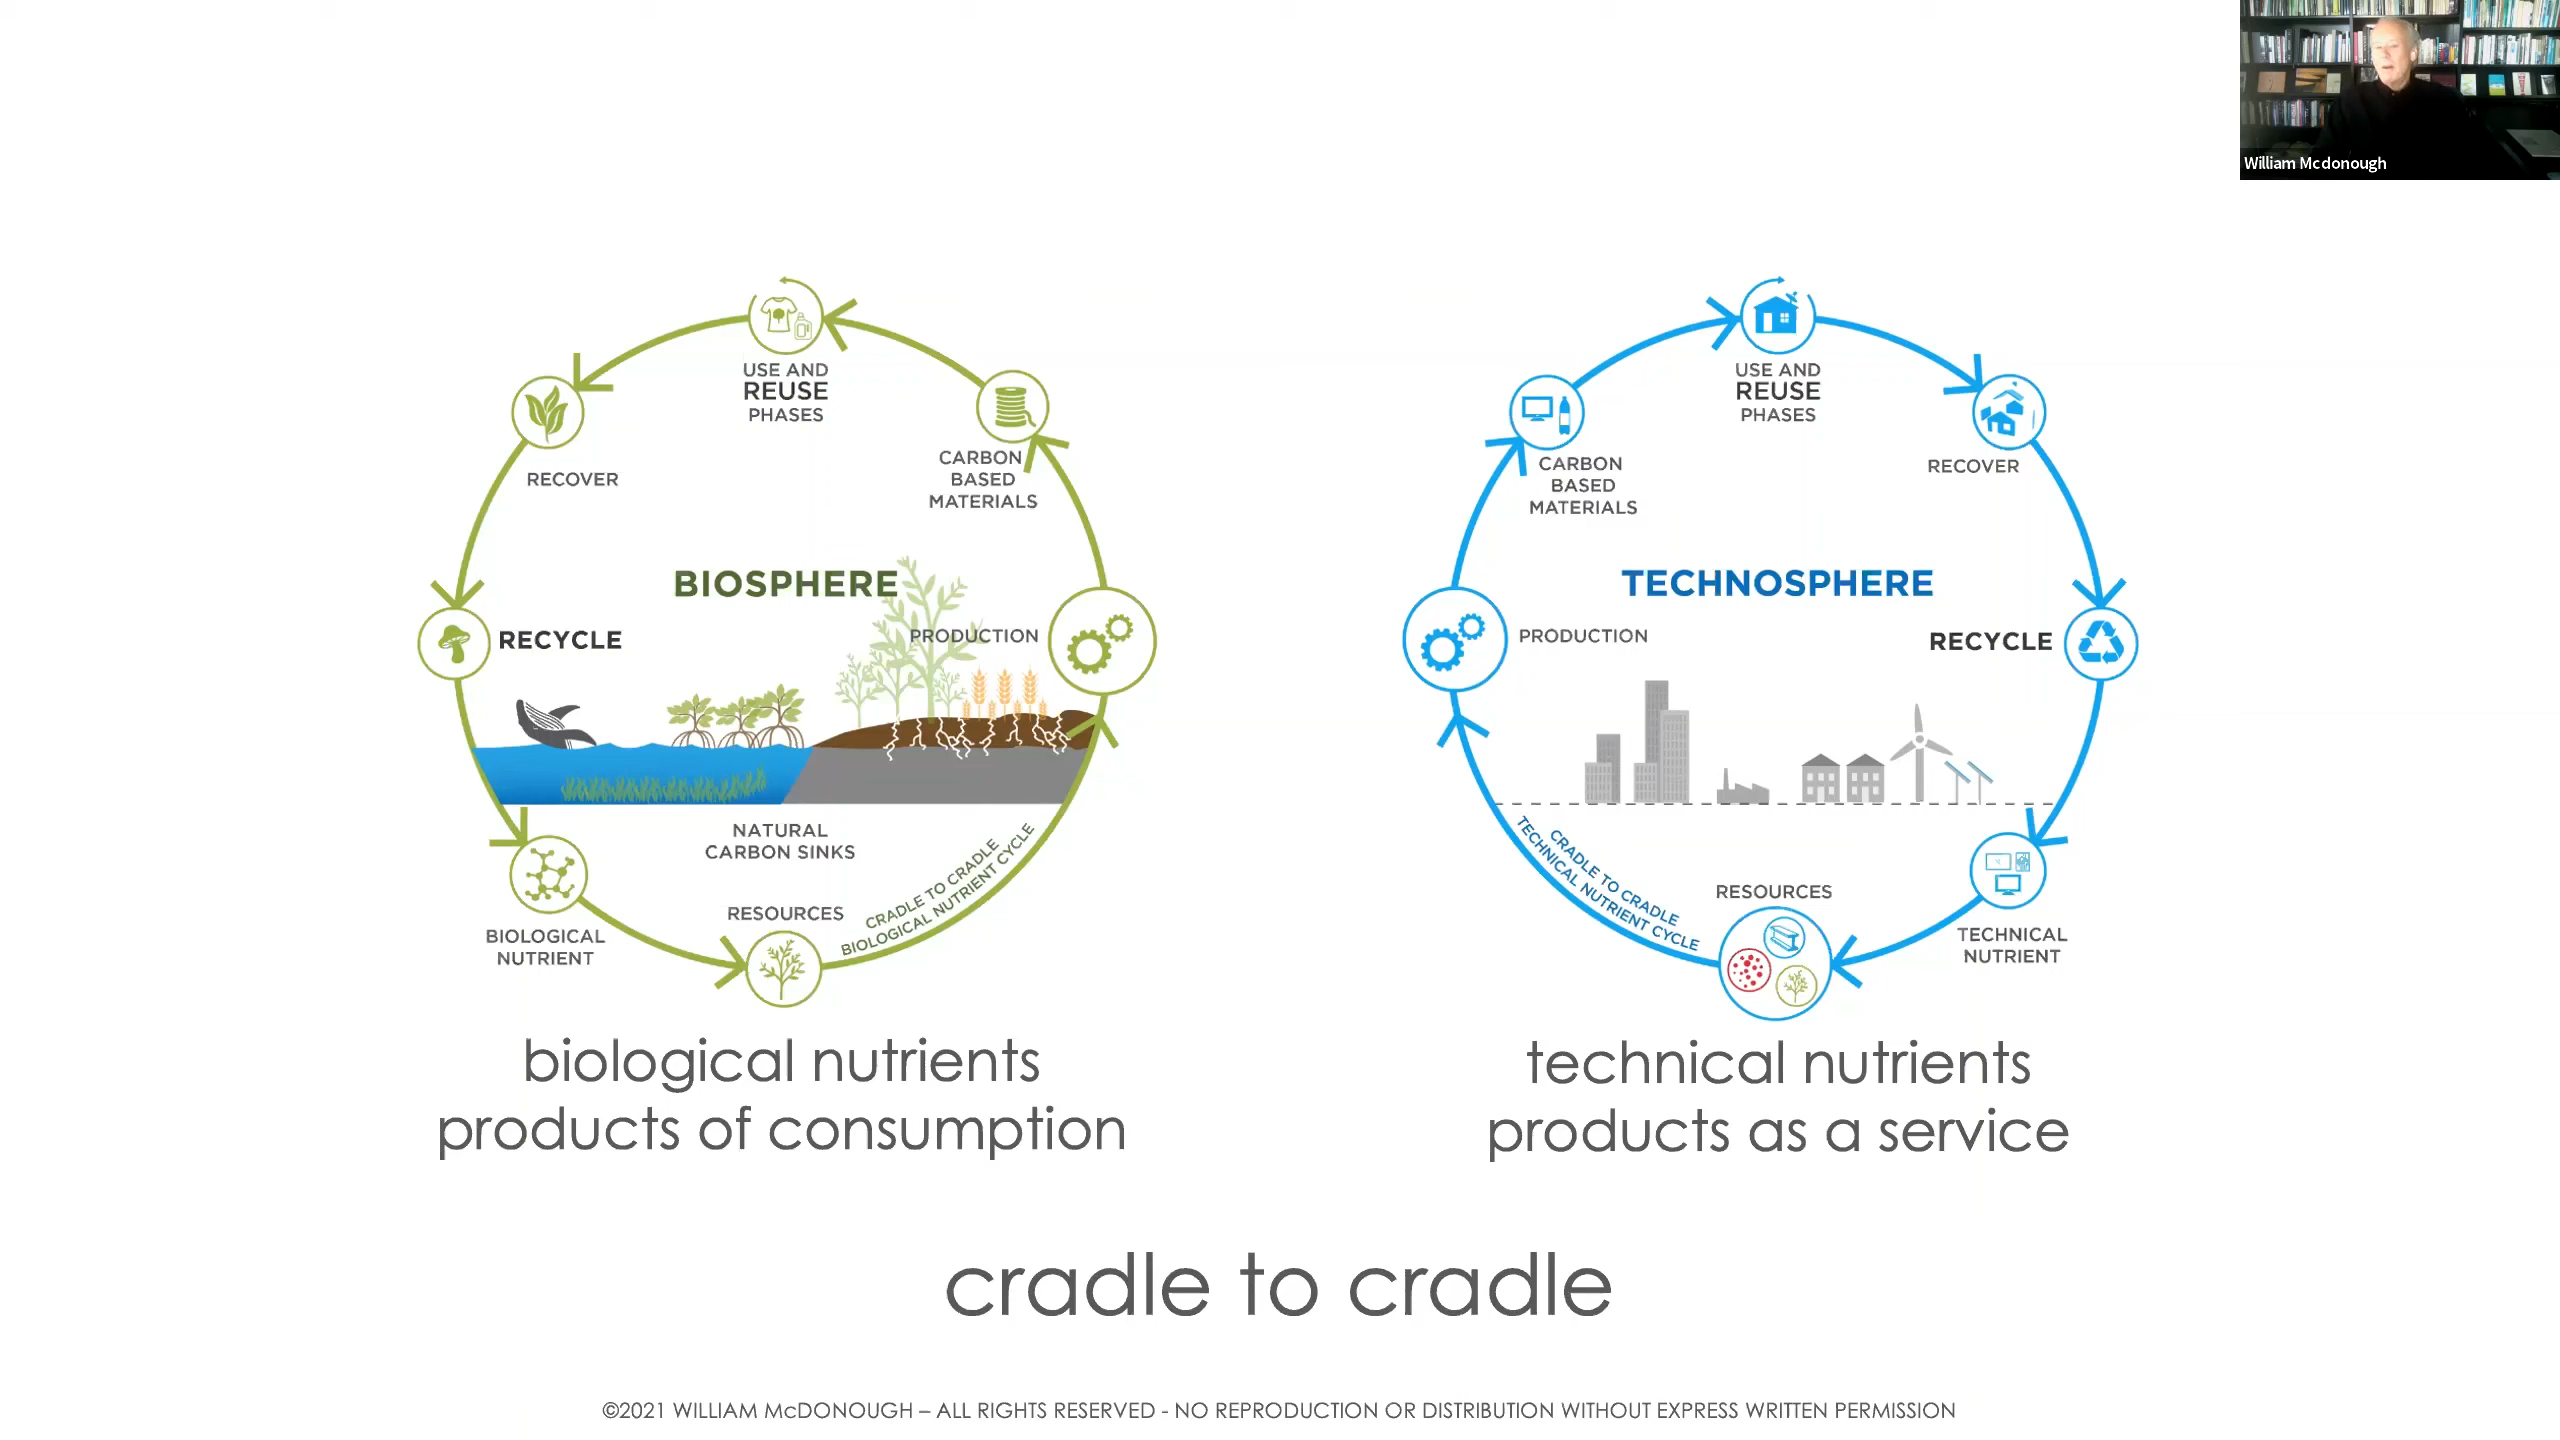 William Mcdonough
USE AND
REUSE
PHASES
RECOVER
CARBON
BASED
MATERIALS
BIOSPHERE
PRODUCTION
RECYCLE
NATURAL
CARBON SINKS
BIOLOGICAL
NUTRIENT
RESOURCES
CRADLE TO CRADLE
BIOLOGICAL NUTRIENT CYCLE
biological nutrients
products of consumption
USE AND
REUSE
PHASES
CARBON
BASED
MATERIALS
RECOVER
TECHNOSPHERE
PRODUCTION
RECYCLE
CRADLE TO CRADLE
TECHNICAL NUTRIENT CYCLE
RESOURCES
TECHNICAL
NUTRIENT
technical nutrients
products as a service
cradle to cradle
©2021 WILLIAM McDONOUGH – ALL RIGHTS RESERVED - NO REPRODUCTION OR DISTRIBUTION WITHOUT EXPRESS WRITTEN PERMISSION